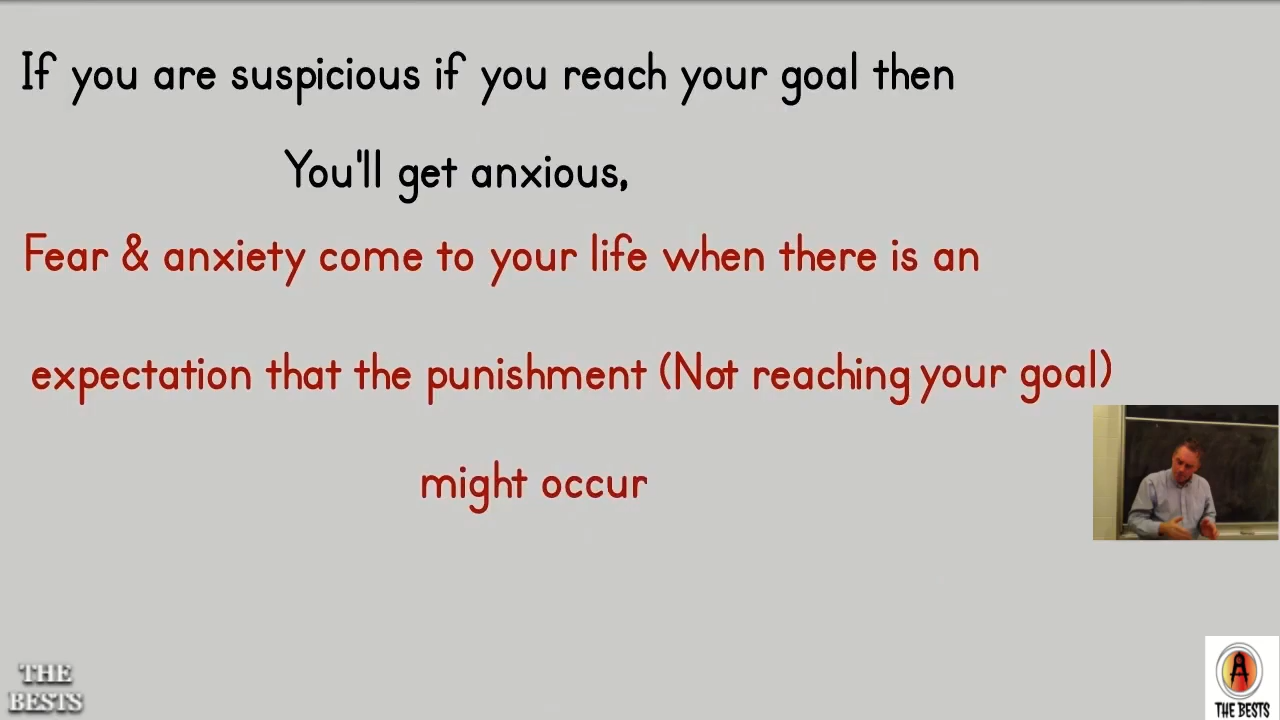 If you are suspicious if you reach your goal then
You'll get anxious,
Fear & anxiety come to your life when there is an
expectation that the punishment (Not reaching your goal)
might occur
THE
BESTS
A
THE BESTS